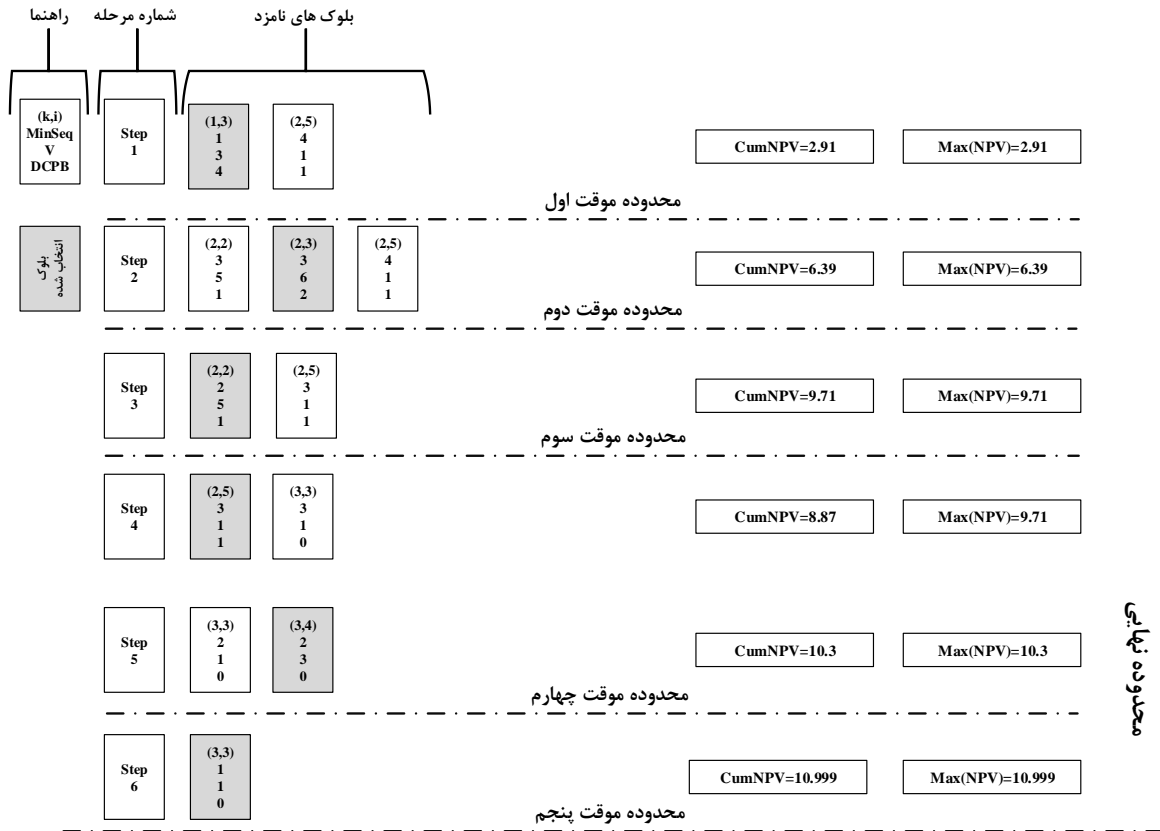 راهنما
شماره مرحله
بلوک های نامزد
(k,i)
MinSeq
V
DCPB
Step
1
(1,3)
1
3
4
(2,5)
4
1
1
CumNPV=2.91
Max(NPV)=2.91
محدوده موقت اول
بلوک
انتخاب شده
Step
2
(2,2)
3
5
1
(2,3)
3
6
2
(2,5)
4
1
1
CumNPV=6.39
Max(NPV)=6.39
محدوده موقت دوم
Step
3
(2,2)
2
5
1
(2,5)
3
1
1
CumNPV=9.71
Max(NPV)=9.71
محدوده موقت سوم
Step
4
(2,5)
3
1
1
(3,3)
3
1
0
CumNPV=8.87
Max(NPV)=9.71
Step
5
(3,3)
2
1
0
(3,4)
2
3
0
CumNPV=10.3
Max(NPV)=10.3
محدوده موقت چهارم
Step
6
(3,3)
1
1
0
CumNPV=10.999
Max(NPV)=10.999
محدوده موقت پنجم
محدوده نهایی